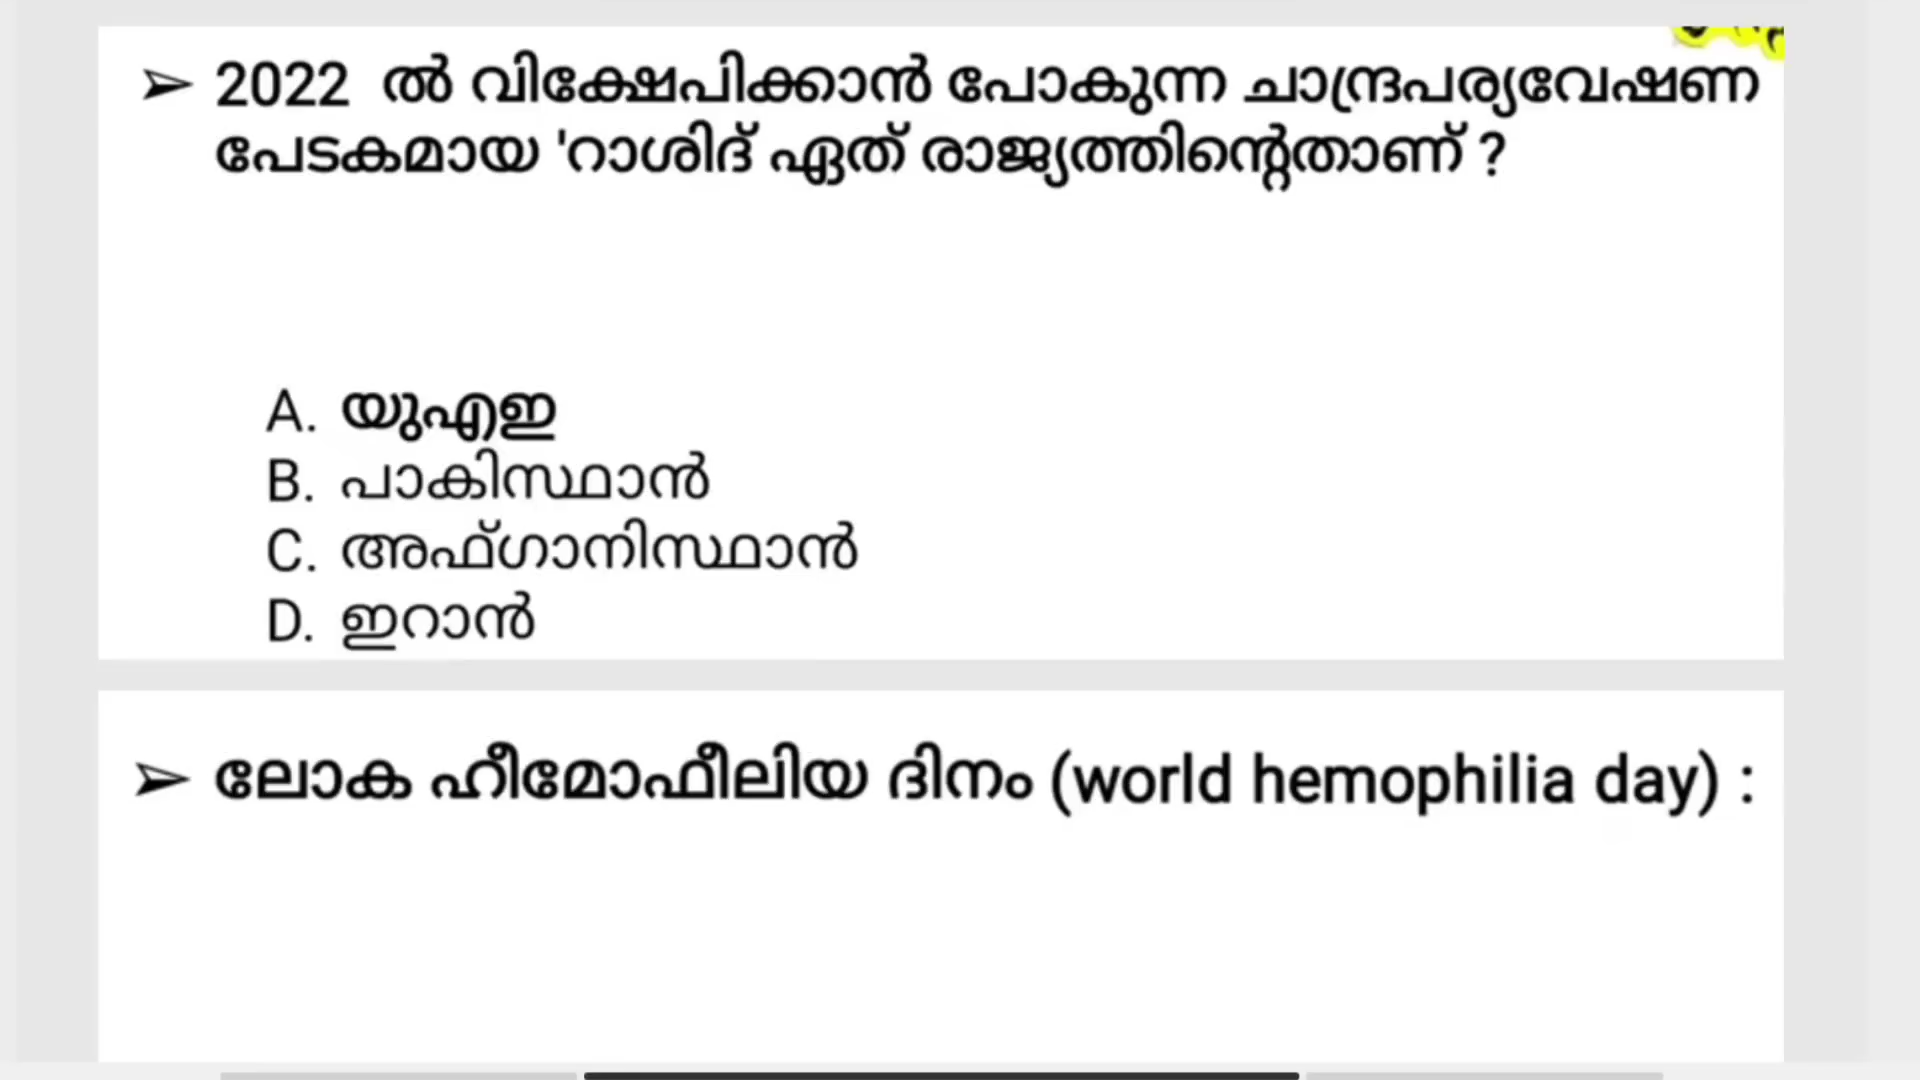 ➢ 2022 ൽ വിക്ഷേപിക്കാൻ പോകുന്ന ചാന്ദ്രപര്യവേഷണ
പേടകമായ 'റാശിദ് ഏത് രാജ്യത്തിന്റെതാണ് ?
A. യുഎഇ
B. പാകിസ്ഥാൻ
C. അഫ്ഗാനിസ്ഥാൻ
D. ഇറാൻ
➢ ലോക ഹീമോഫീലിയ ദിനം (world hemophilia day) :